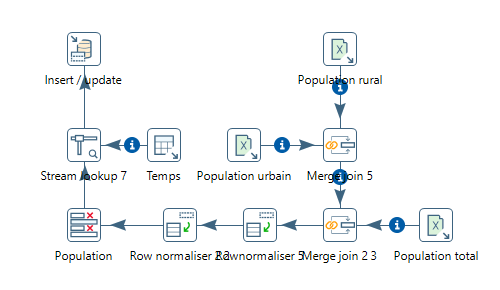 Insert / update
Population rural
Stream lookup 7
Temps
Population urbain
Merge join 5
Population
Row normaliser 2 2
Row normaliser 5
Merge join 2 3
Population total